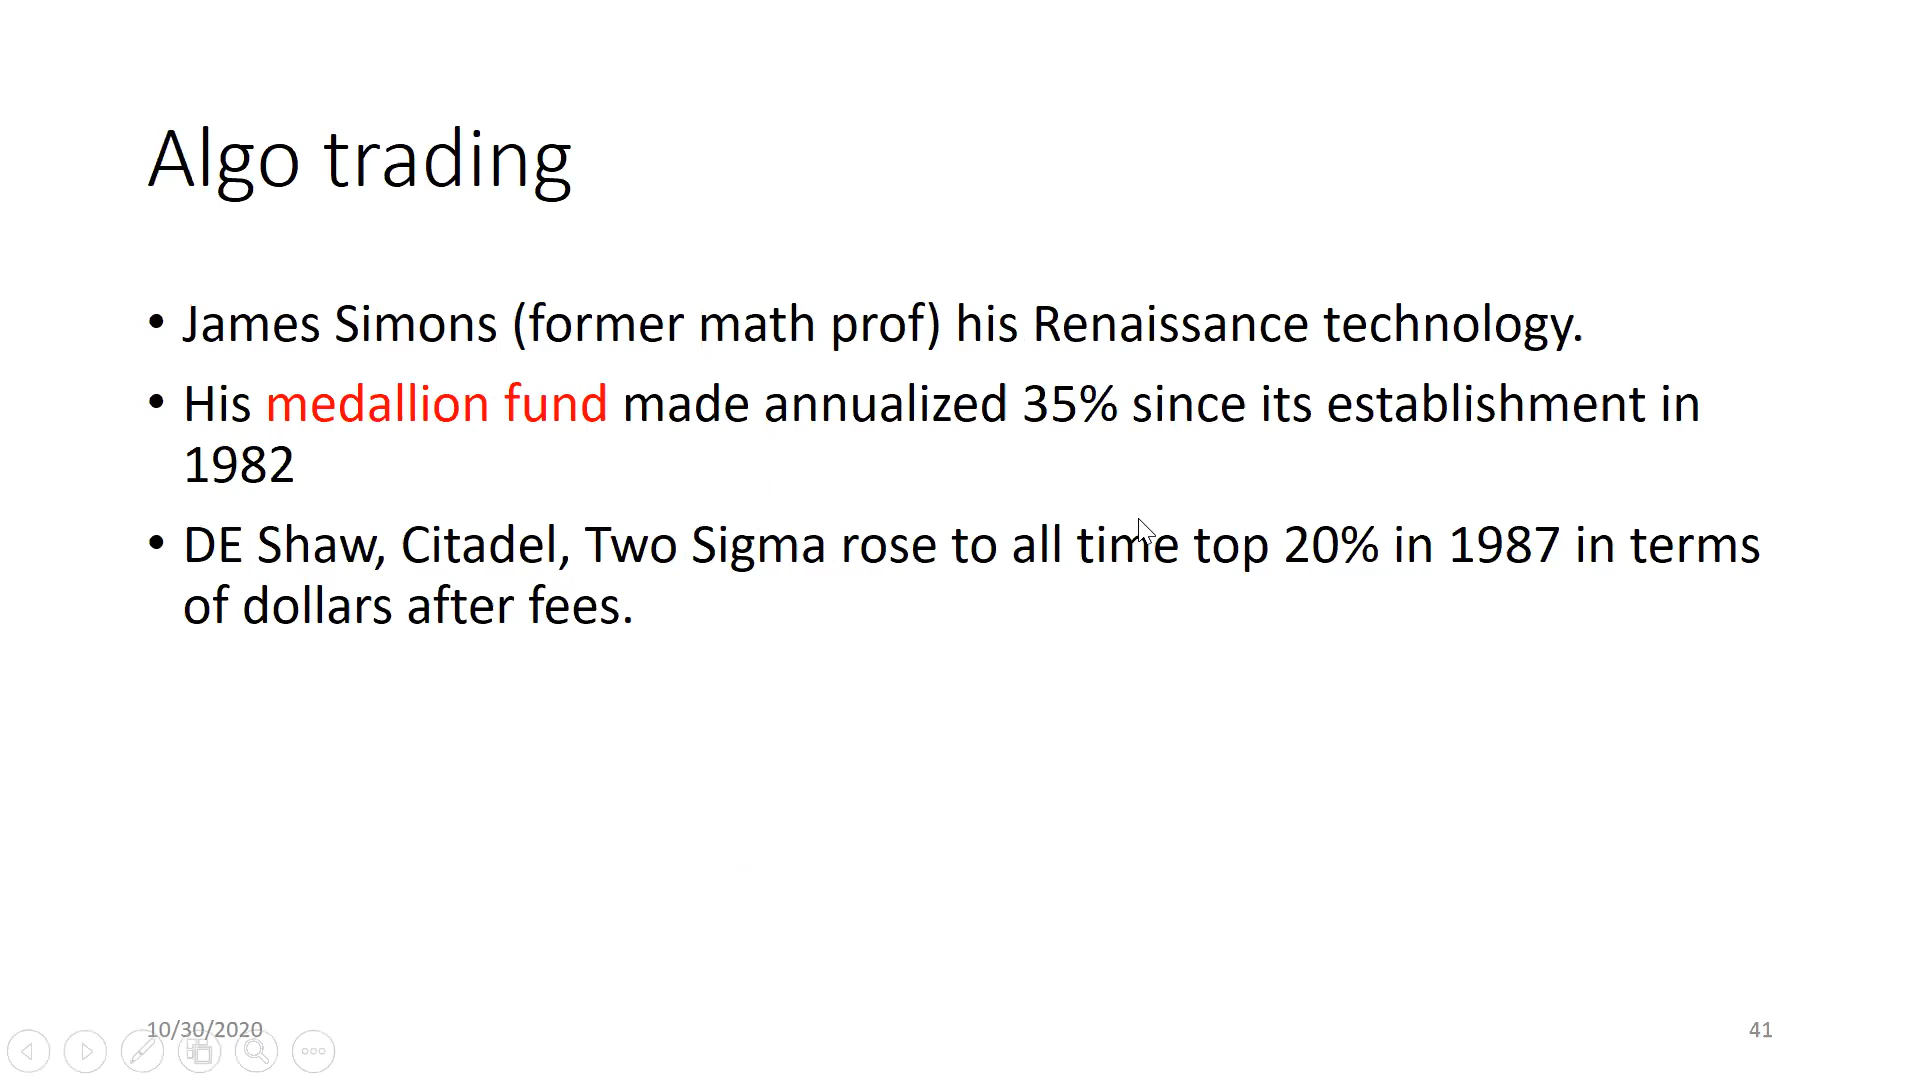 Algo trading
• James Simons (former math prof) his Renaissance technology.
• His medallion fund made annualized 35% since its establishment in
1982
• DE Shaw, Citadel, Two Sigma rose to all time top 20% in 1987 in terms
of dollars after fees.
10/30/2020
41